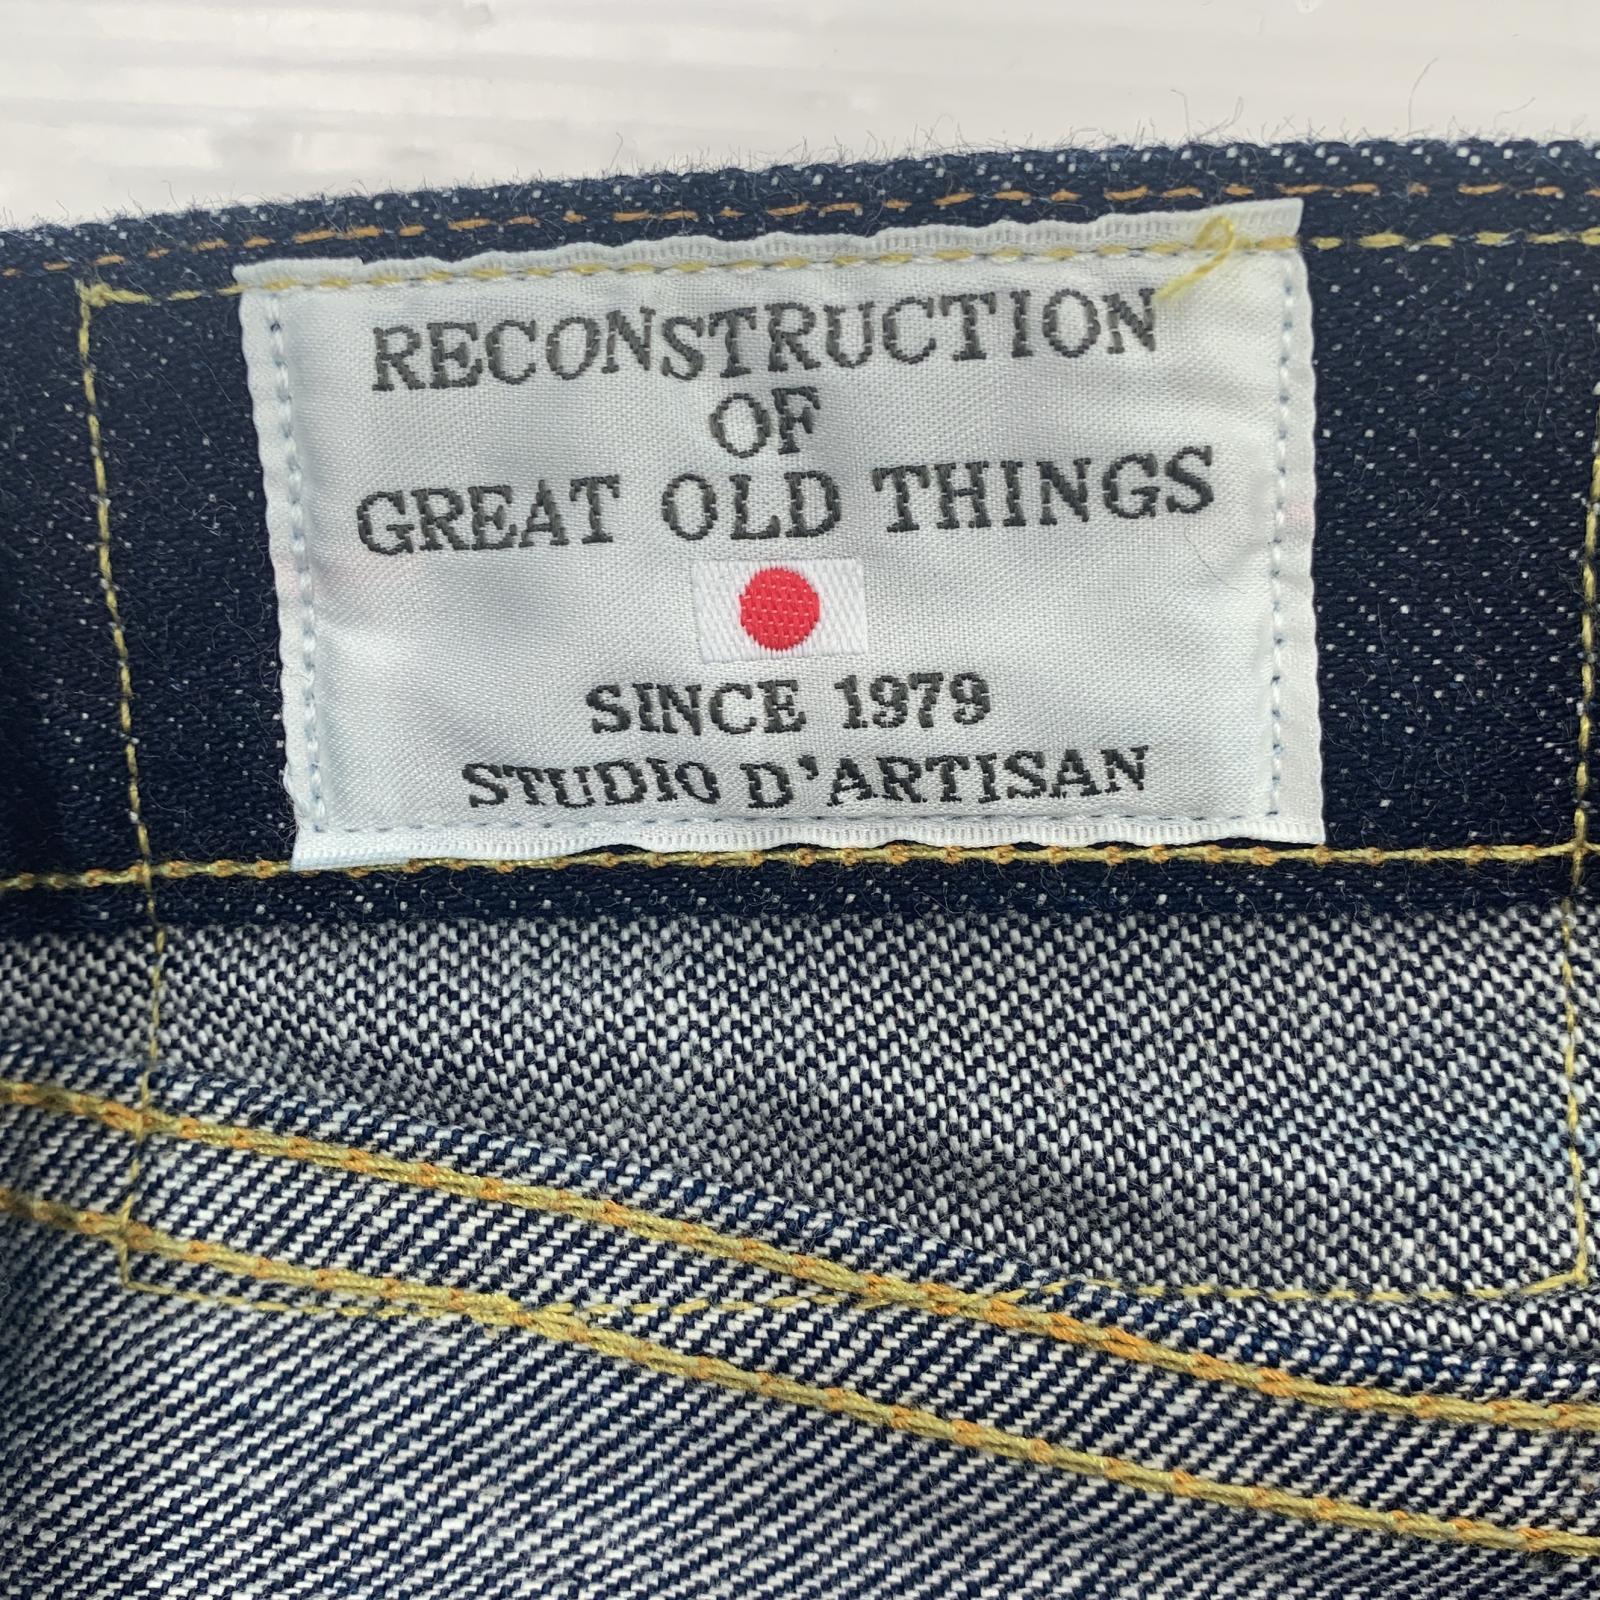 RECONSTRUCTION
OF
GREAT OLD THINGS
SINCE 1979
STUDIO D'ARTISAN